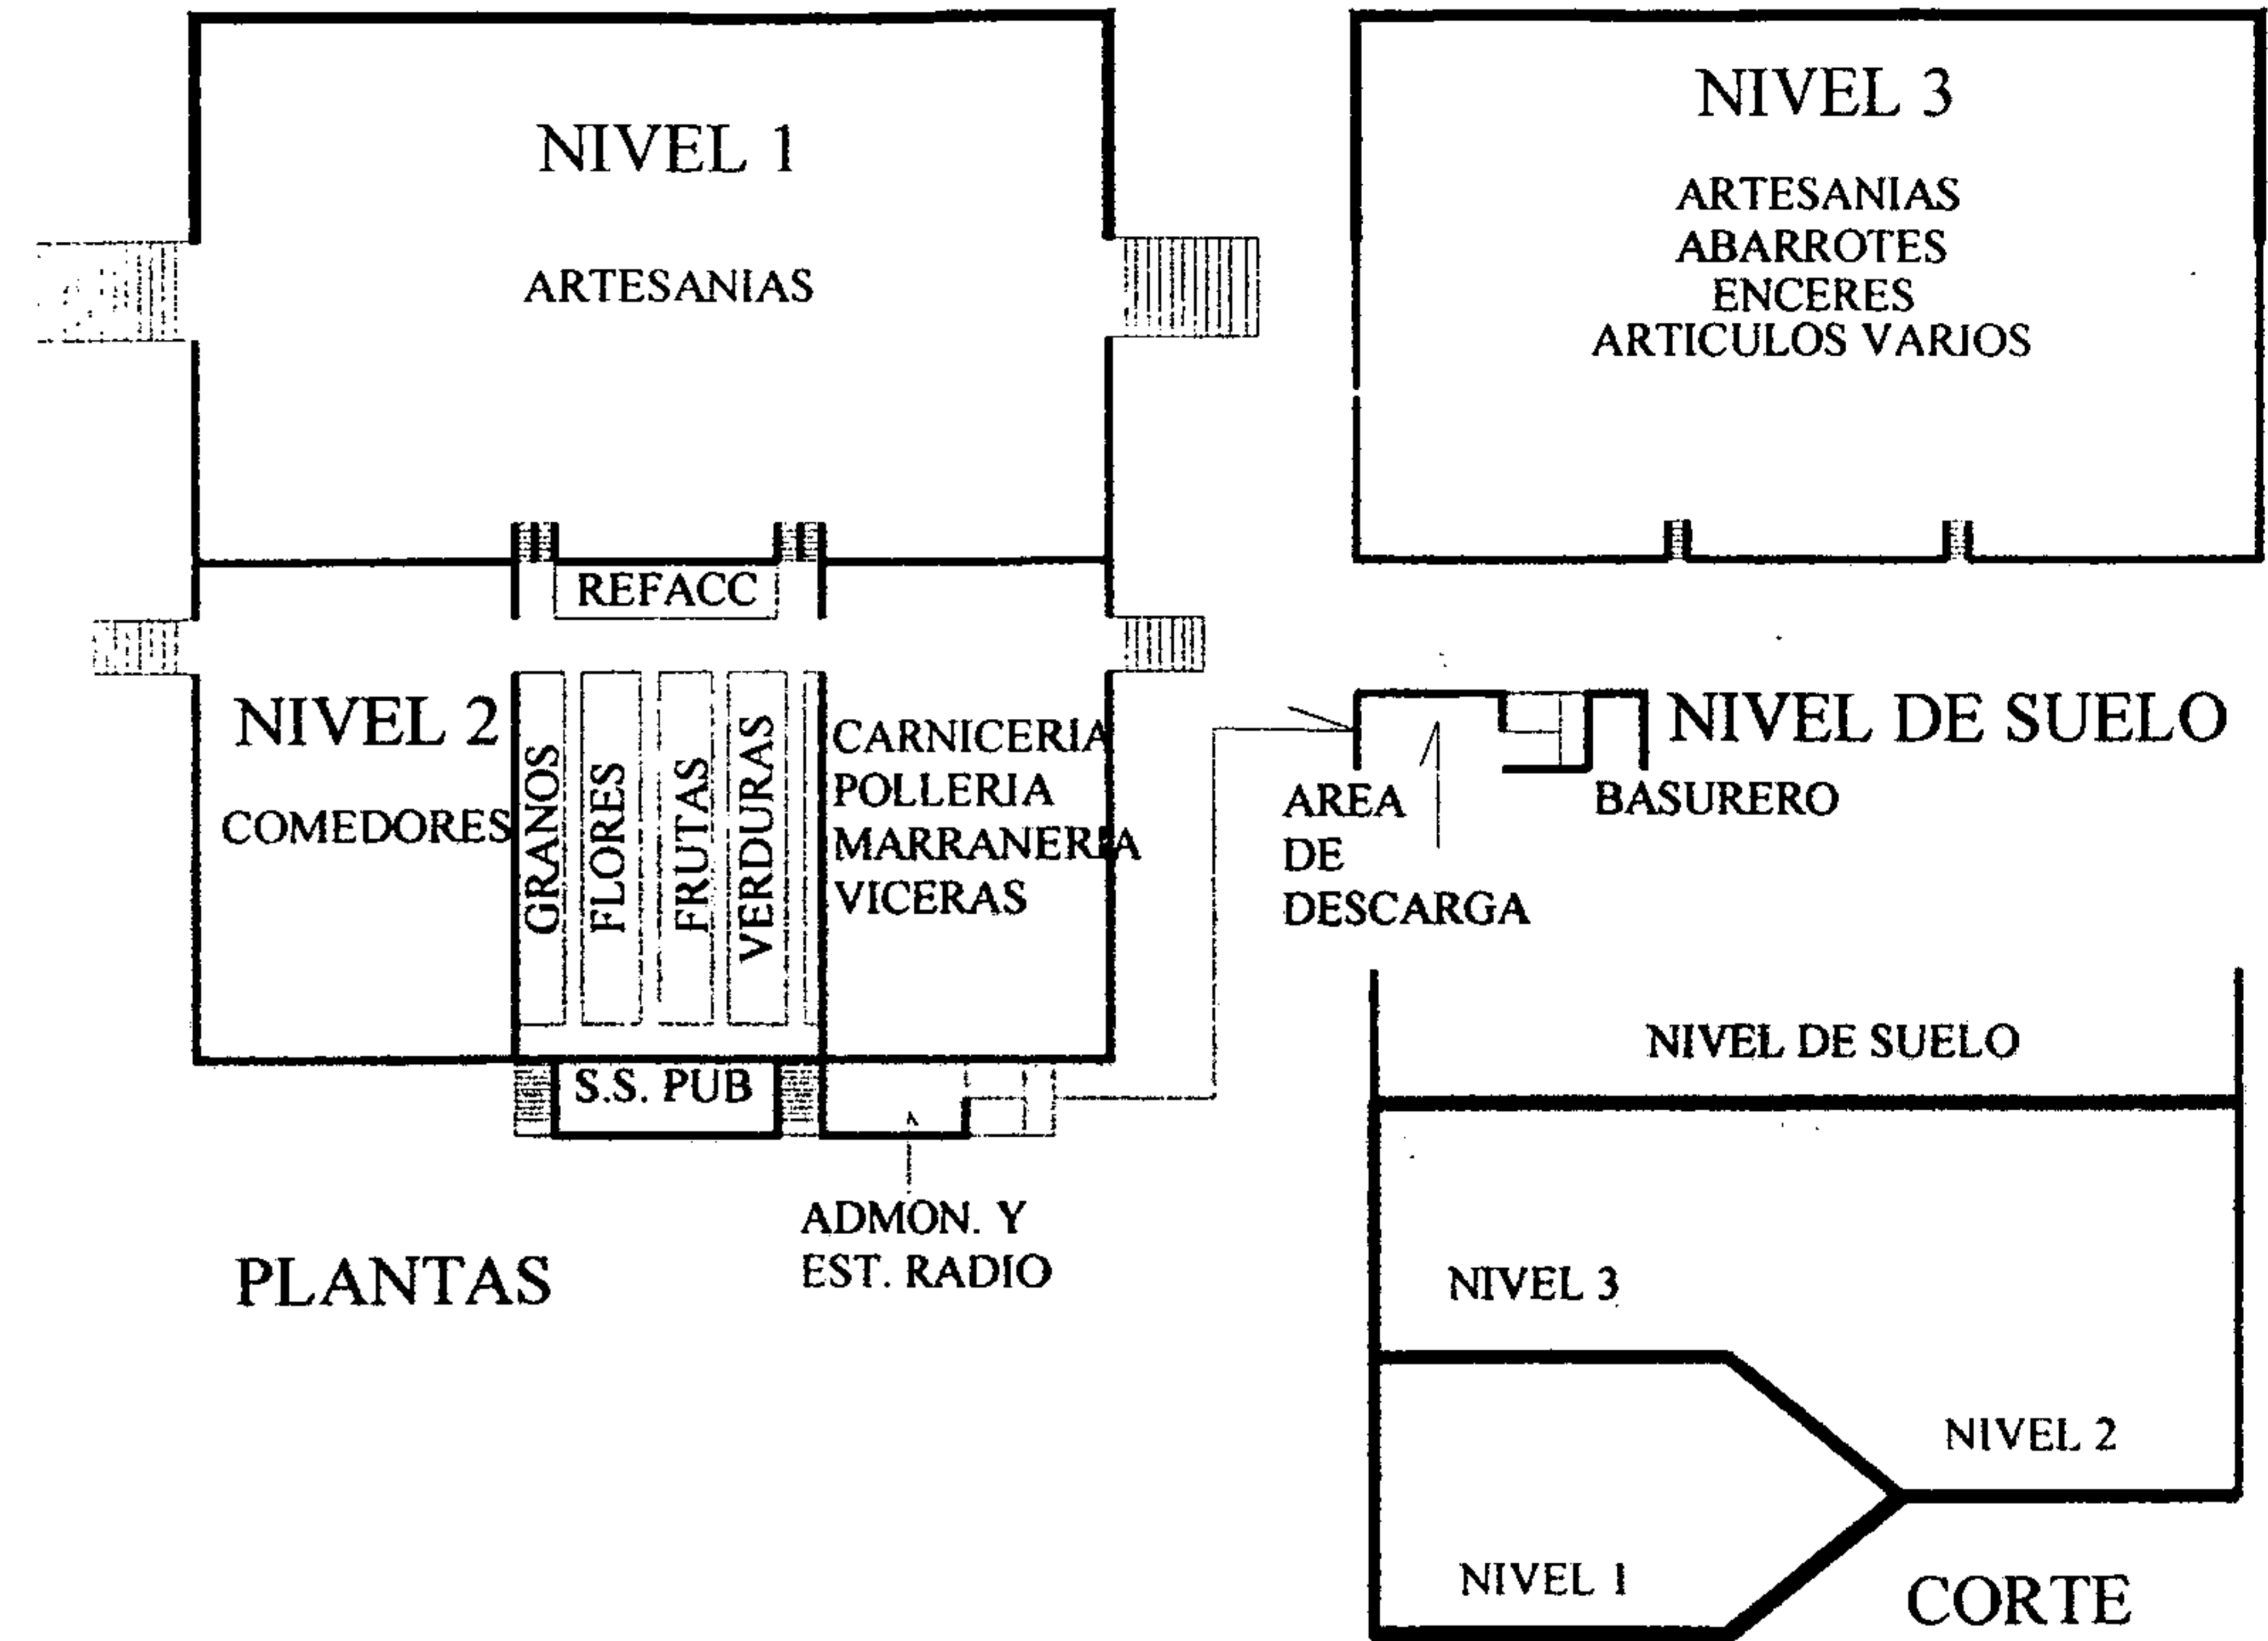 NIVEL 1
ARTESANIAS
REFACC
NIVEL 2
COMEDORES
GRANOS
FLORES
FRUTAS
VERDURAS
CARNICERIA
POLLERIA
MARRANERIA
VICERAS
S.S. PUB
ADMON. Y
EST. RADIO
PLANTAS
NIVEL 3
ARTESANIAS
ABARROTES
ENCERES
ARTICULOS VARIOS
NIVEL DE SUELO
AREA
DE
DESCARGA
BASURERO
NIVEL DE SUELO
NIVEL 3
NIVEL 2
NIVEL 1
CORTE